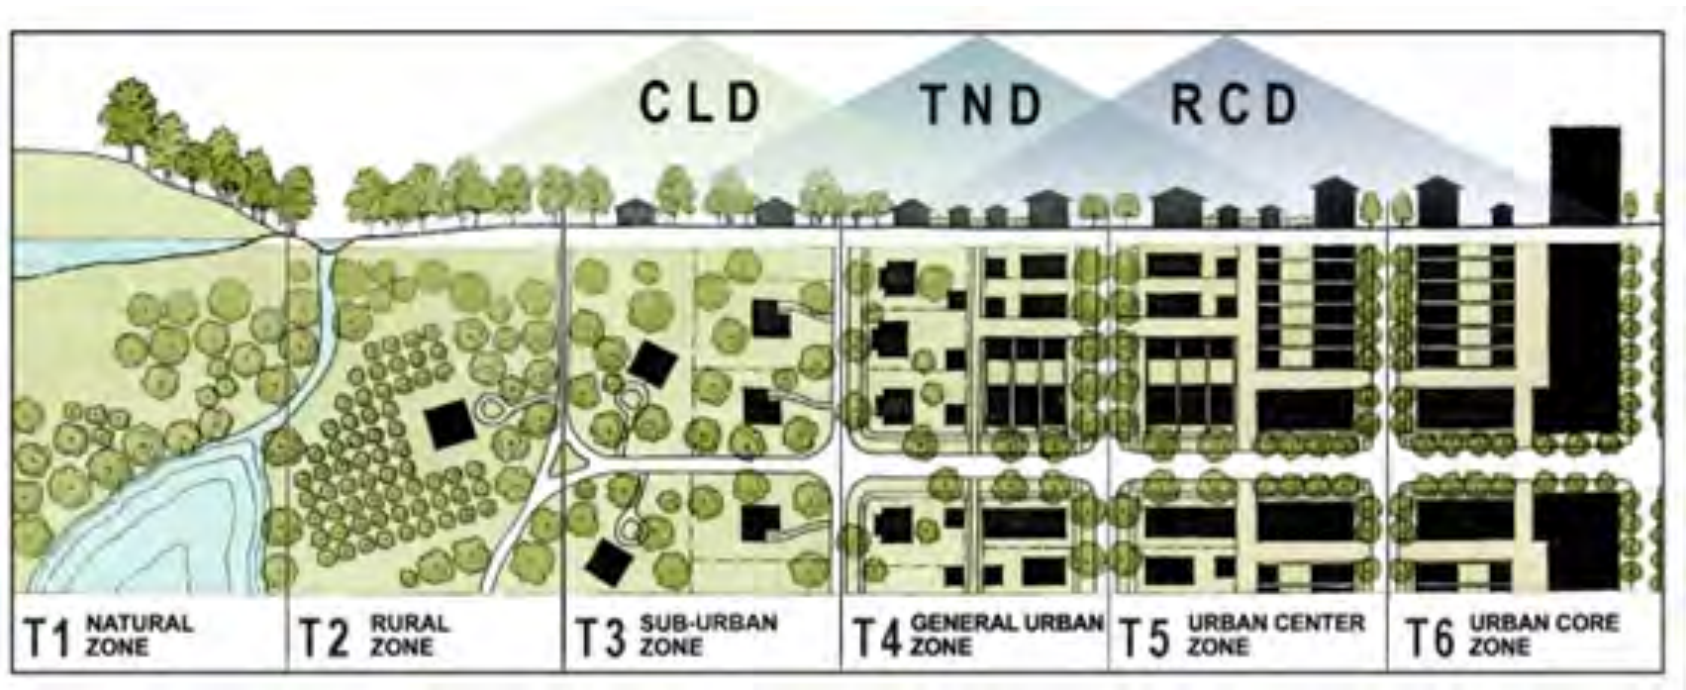 CLD
TND
RCD
T1 NATURAL
ZONE
T2 RURAL
ZONE
T3 SUB-URBAN
ZONE
T4 GENERAL URBAN
ZONE
T5 URBAN CENTER
ZONE
T6 URBAN CORE
ZONE